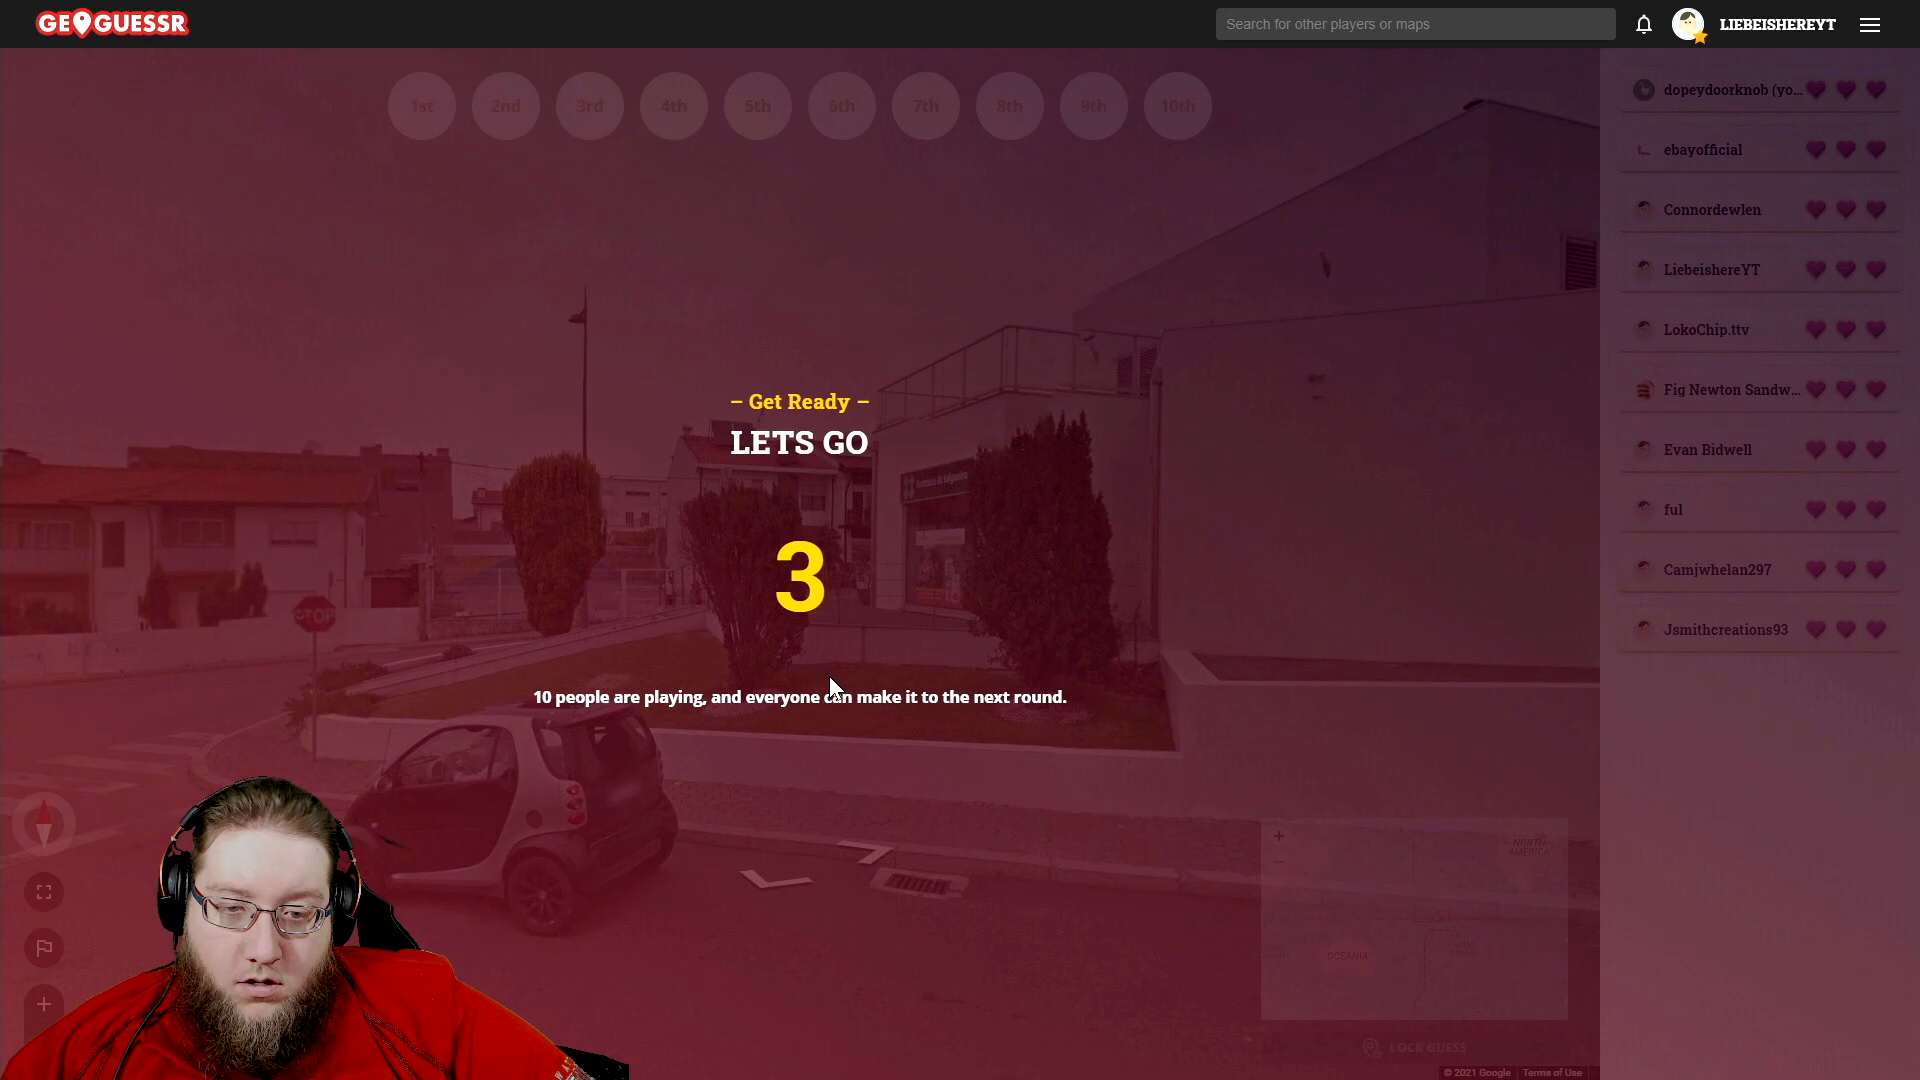 GEOGUESSR
Search for other players or maps
LIEBEISHEREYT
1st 2nd 3rd 4th 5th 6th 7th 8th 9th 10th
dopeydoorknob (yo...
ebayofficial
Connordewlen
LiebeishereYT
LokoChip.ttv
Fig Newton Sandw...
Evan Bidwell
ful
Camjwhelan297
Jsmithcreations93
– Get Ready –
LETS GO
3
10 people are playing, and everyone can make it to the next round.
STOP
NORTH
AMERICA
OCEANIA
LOCK GUESS
© 2021 Google
Terms of Use